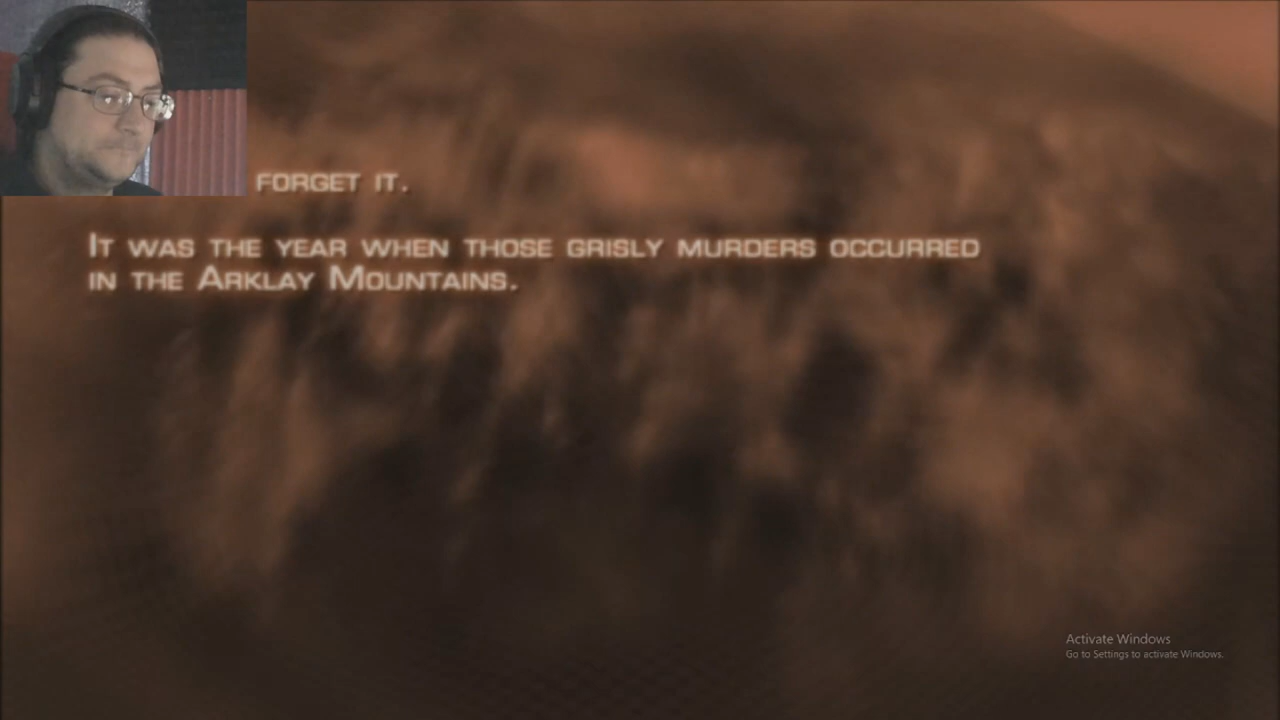 FORGET IT.
IT WAS THE YEAR WHEN THOSE GRISLY MURDERS OCCURRED
IN THE ARKLAY MOUNTAINS.
Activate Windows
Go to Settings to activate Windows.